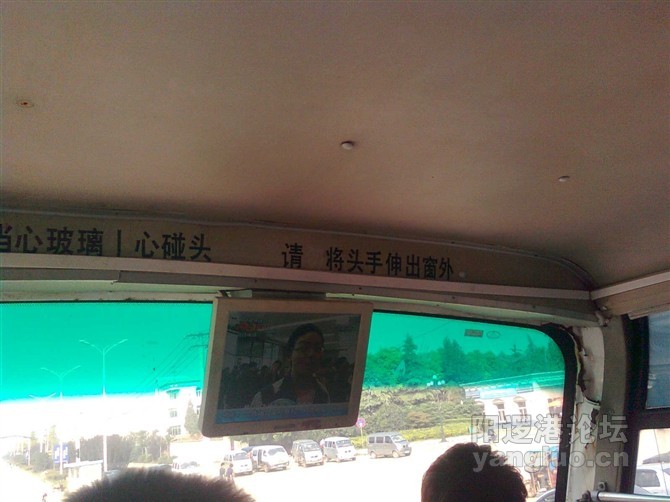 当心玻璃 心碰头 请 将头手伸出窗外
阳逻港论坛
yangluo.cn